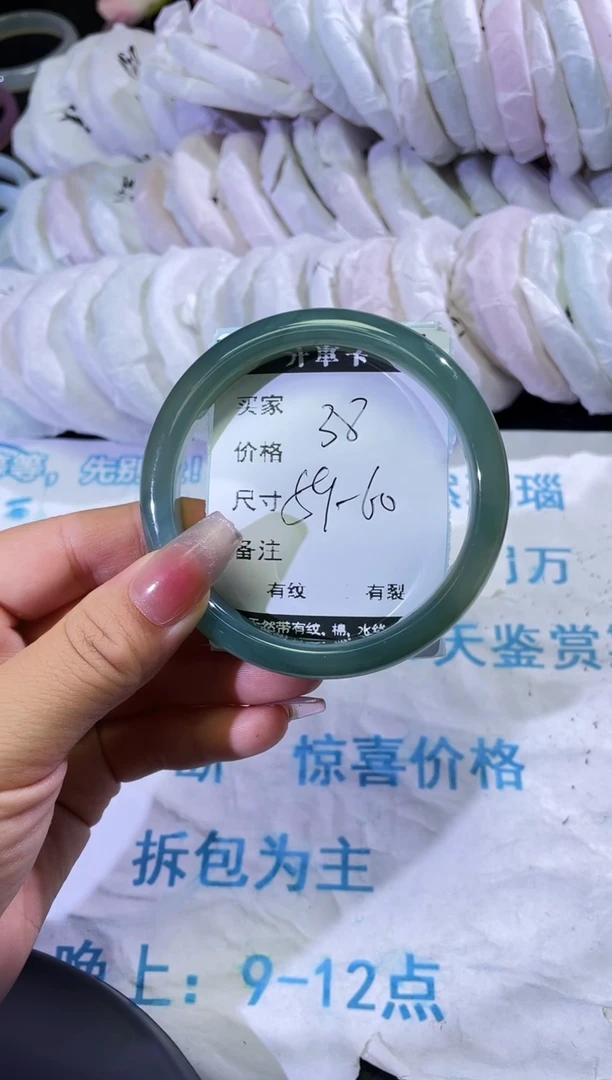 开单卡
买家
38
价格
尺寸 59-60
备注
有纹 有裂
天然带有纹，棉，水线
等，先别
瑙
万
天鉴赏
惊喜价格
拆包为主
晚上：9-12点